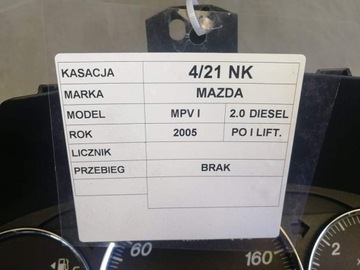 KASACJA 4/21 NK
MARKA MAZDA
MODEL MPV I 2.0 DIESEL
ROK 2005 PO I LIFT.
LICZNIK
PRZEBIEG BRAK
60 160 2